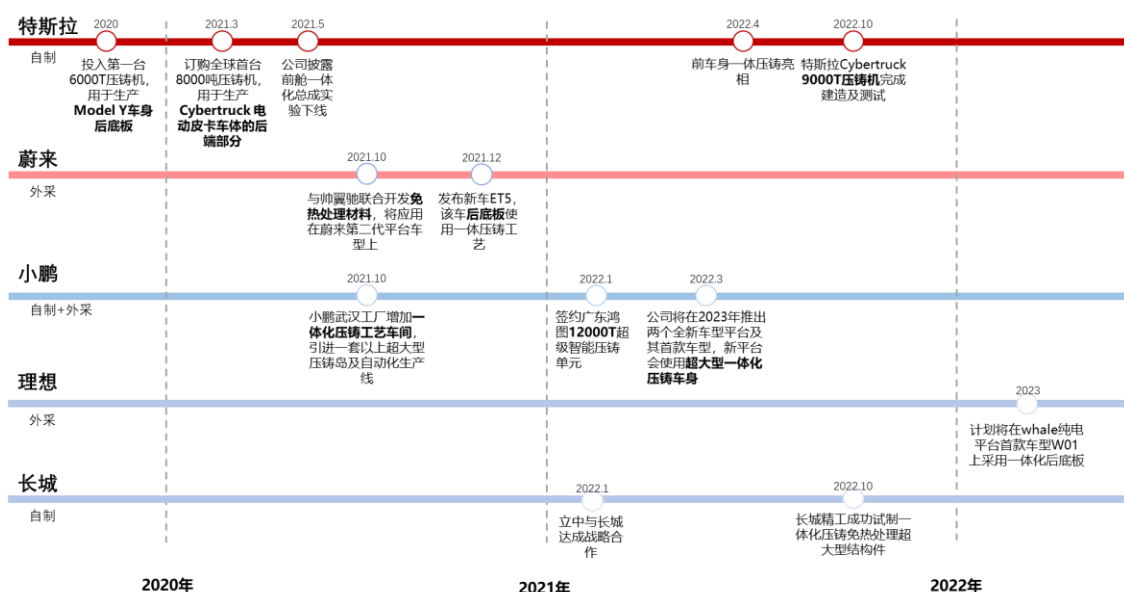 特斯拉
自制
2020
投入第一台
6000T压铸机，
用于生产
Model Y车身
后底板
2021.3
订购全球首台
8000吨压铸机，
用于生产
Cybertruck 电
动皮卡车体的后
端部分
2021.5
公司披露
前舱一体
化总成实
验下线
2022.4
前车身一体压铸亮
相
2022.10
特斯拉Cybertruck
9000T压铸机完成
建造及测试
蔚来
外采
2021.10
与帅翼驰联合开发免
热处理材料，将应用
在蔚来第二代平台车
型上
2021.12
发布新车ET5，
该车后底板使
用一体压铸工
艺
小鹏
自制+外采
2021.10
小鹏武汉工厂增加一
体化压铸工艺车间，
引进一套以上超大型
压铸岛及自动化生产
线
2022.1
签约广东鸿
图12000T超
级智能压铸
单元
2022.3
公司将在2023年推出
两个全新车型平台及
其首款车型，新平台
会使用超大型一体化
压铸车身
理想
外采
2023
计划将在whale纯电
平台首款车型W01
上采用一体化后底板
长城
自制
2022.1
立中与长城
达成战略合
作
2022.10
长城精工成功试制一
体化压铸免热处理超
大型结构件
2020年
2021年
2022年